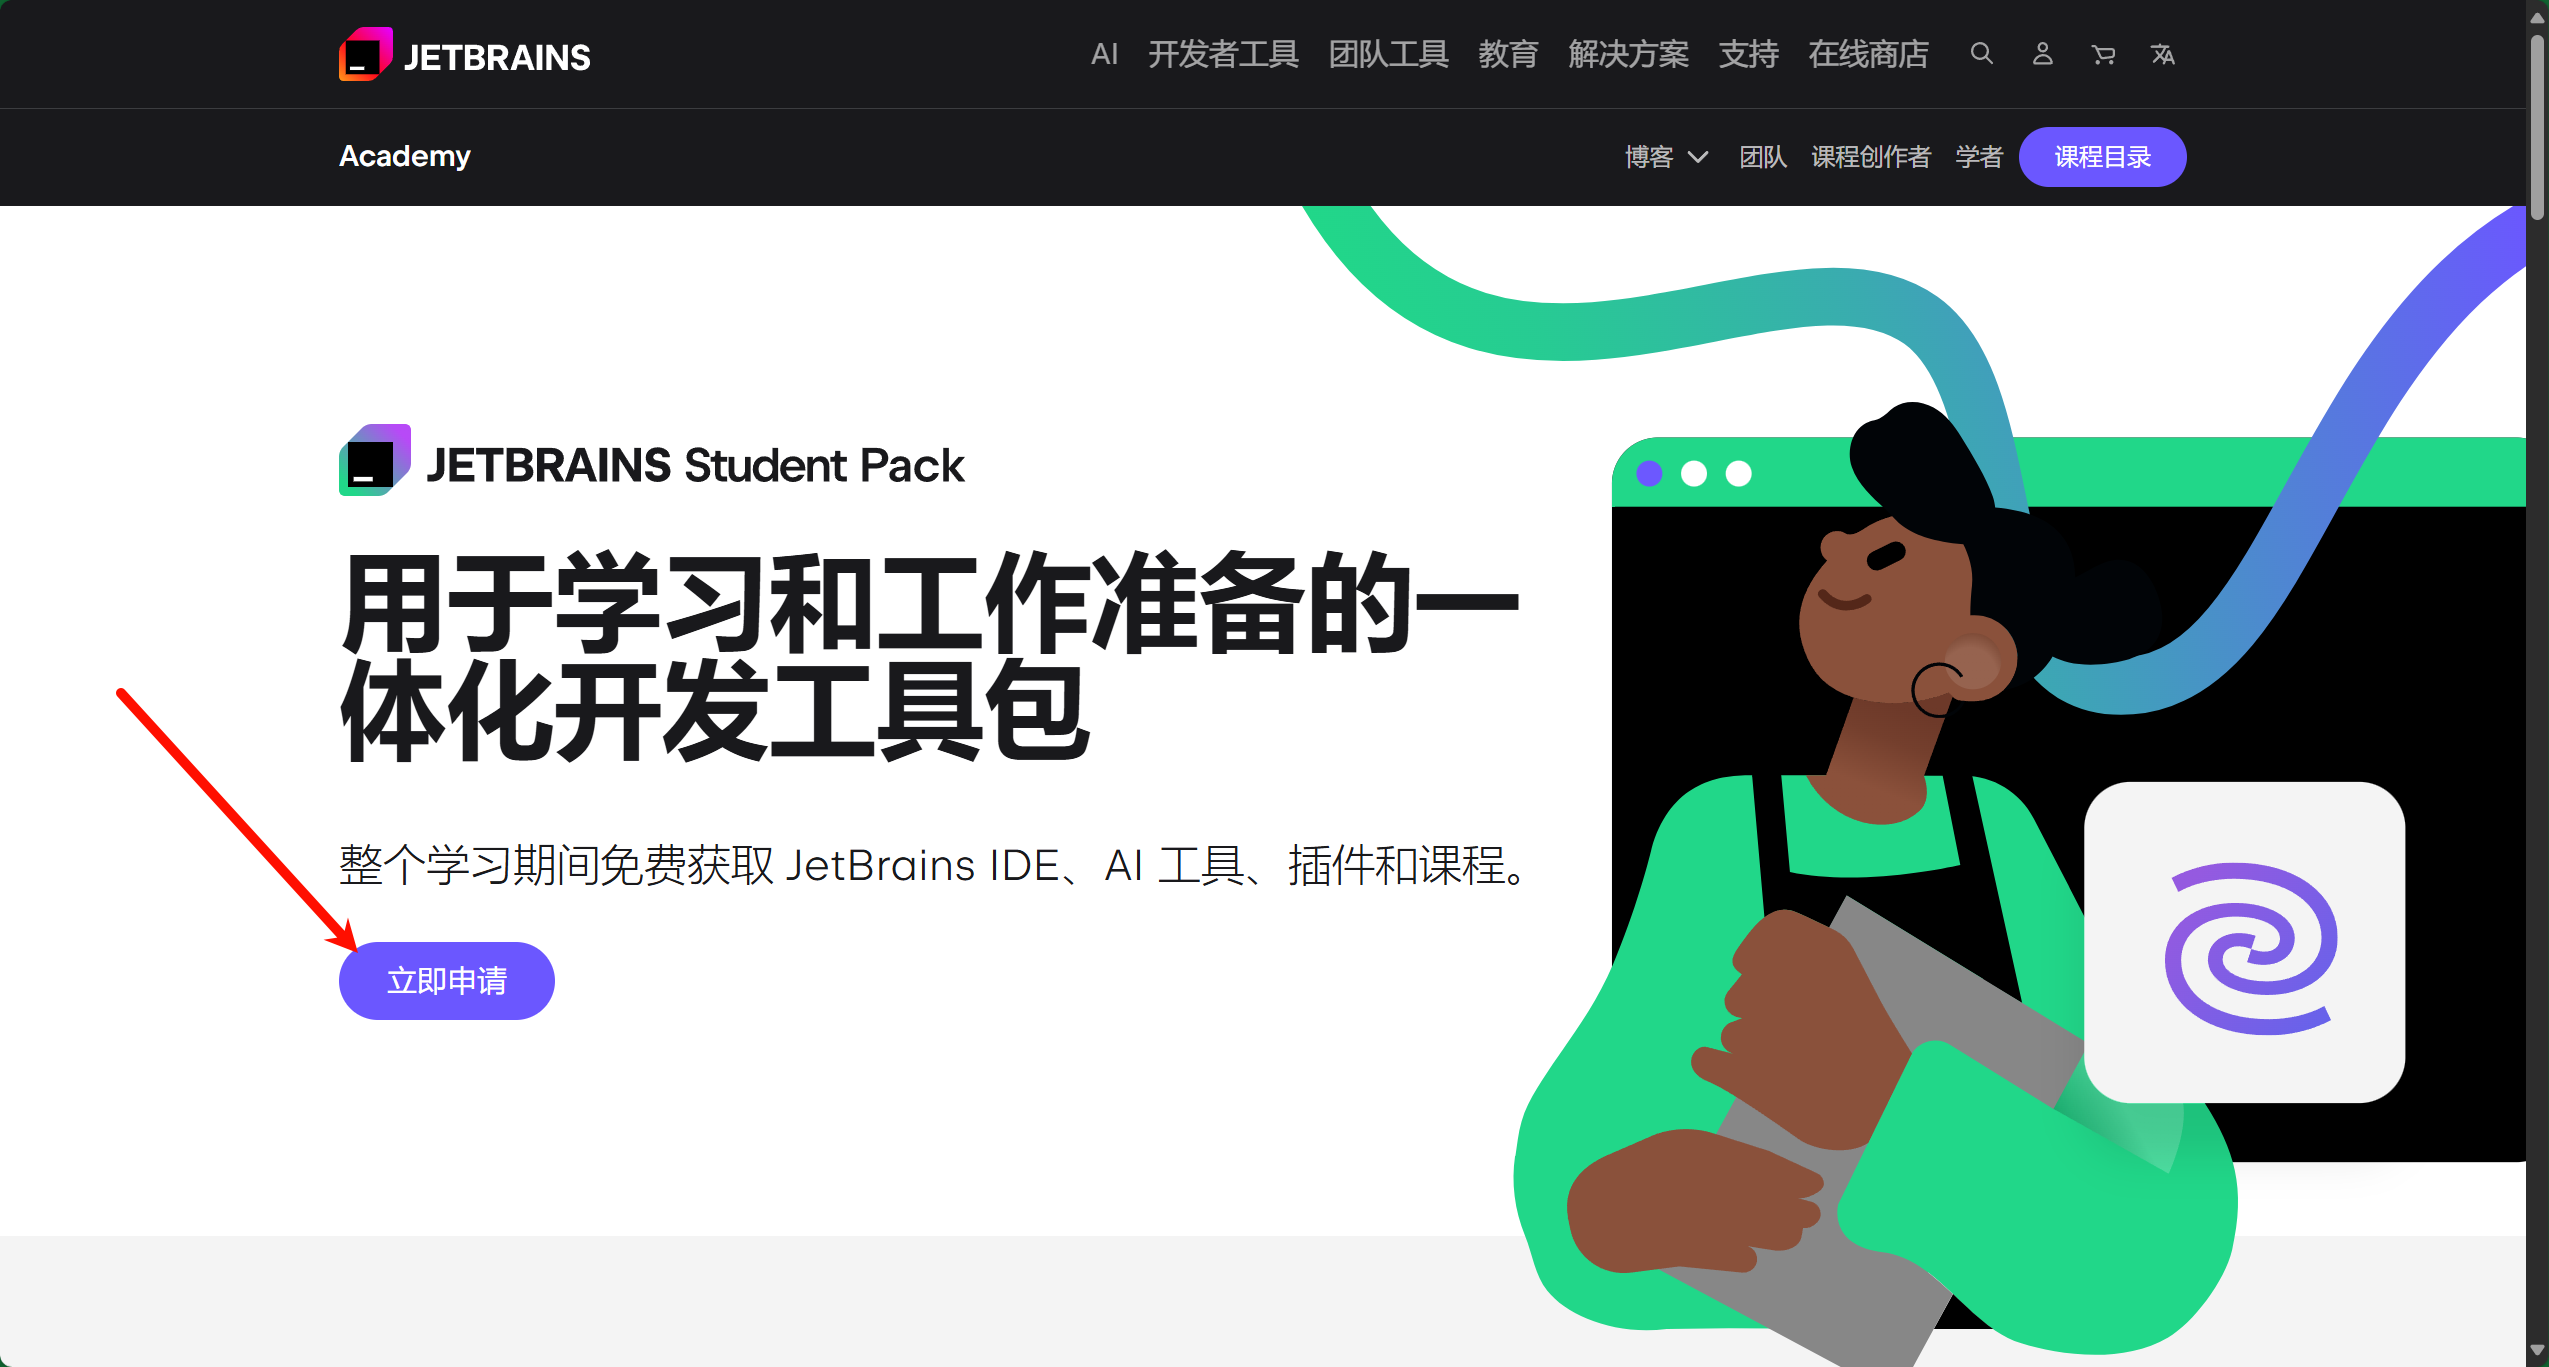 JETBRAINS
AI 开发者工具 团队工具 教育 解决方案 支持 在线商店
Academy
博客 团队 课程创作者 学者 课程目录
JETBRAINS Student Pack
用于学习和工作准备的一
体化开发工具包
整个学习期间免费获取 JetBrains IDE、AI 工具、插件和课程。
立即申请